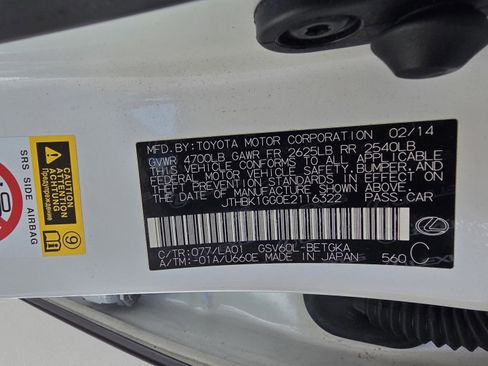 MFD.BY:TOYOTA MOTOR CORPORATION 02/14
GVWR 4700LB GAWR FR 2625LB RR 2540LB
THIS VEHICLE CONFORMS TO ALL APPLICABLE
FEDERAL MOTOR VEHICLE SAFETY, BUMPER, AND
THEFT PREVENTION STANDARDS IN EFFECT ON
THE DATE OF MANUFACTURE SHOWN ABOVE.
JTHBK1GG0E2116322 PASS.CAR
C/TR:077/LA01 GSV60L-BETGKA
A/TM:-01A/U660E MADE IN JAPAN 560 C
SRS SIDE AIRBAG
CAUTION
ACHTUNG
9